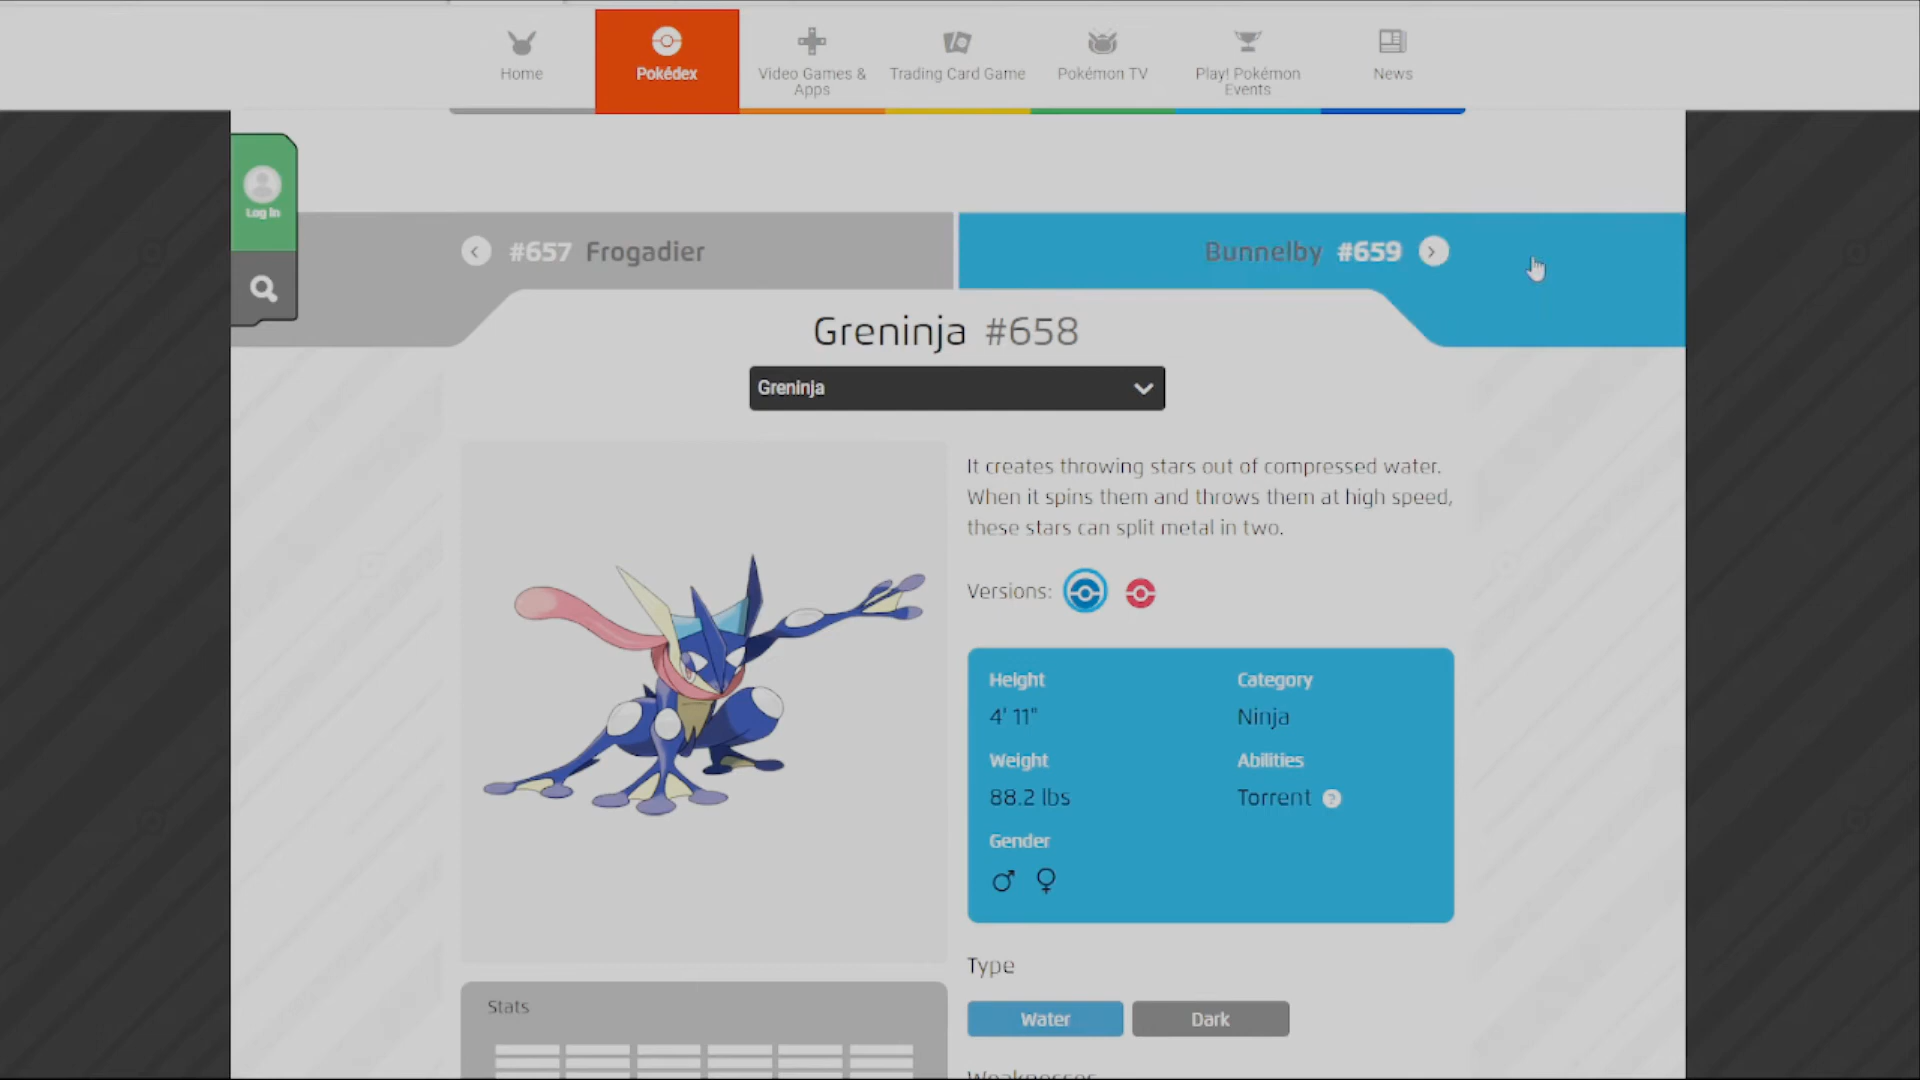 Home
Pokédex
Video Games &
Apps
Trading Card Game
Pokémon TV
Play! Pokémon
Events
News
Log In
#657 Frogadier
Bunnelby #659
Greninja #658
Greninja
It creates throwing stars out of compressed water.
When it spins them and throws them at high speed,
these stars can split metal in two.
Versions:
Height
4' 11"
Category
Ninja
Weight
88.2 lbs
Abilities
Torrent ?
Gender
Type
Water
Dark
Stats
Weaknesses